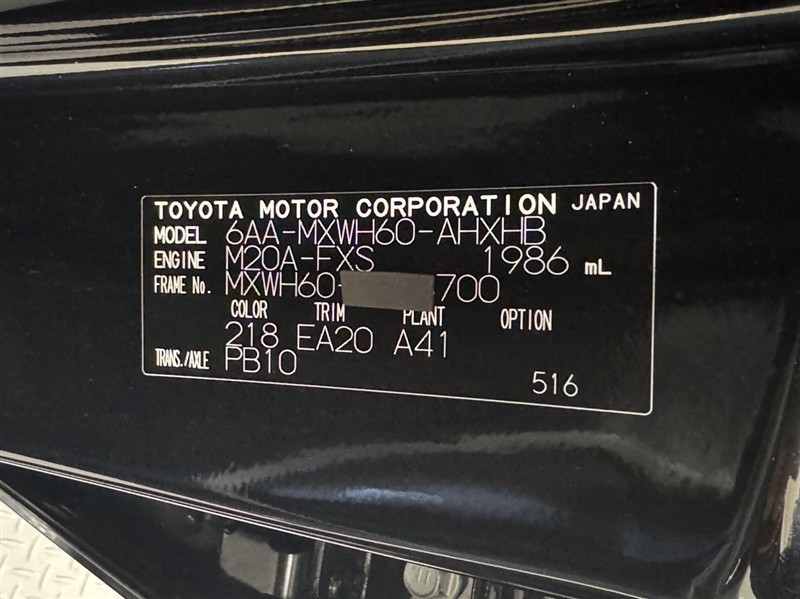 TOYOTA MOTOR CORPORATION JAPAN
MODEL 6AA-MXWH60-AHXHB
ENGINE M20A-FXS 1986 mL
FRAME No. MXWH60- 700
COLOR TRIM PLANT OPTION
218 EA20 A41
TRANS./AXLE PB10
516